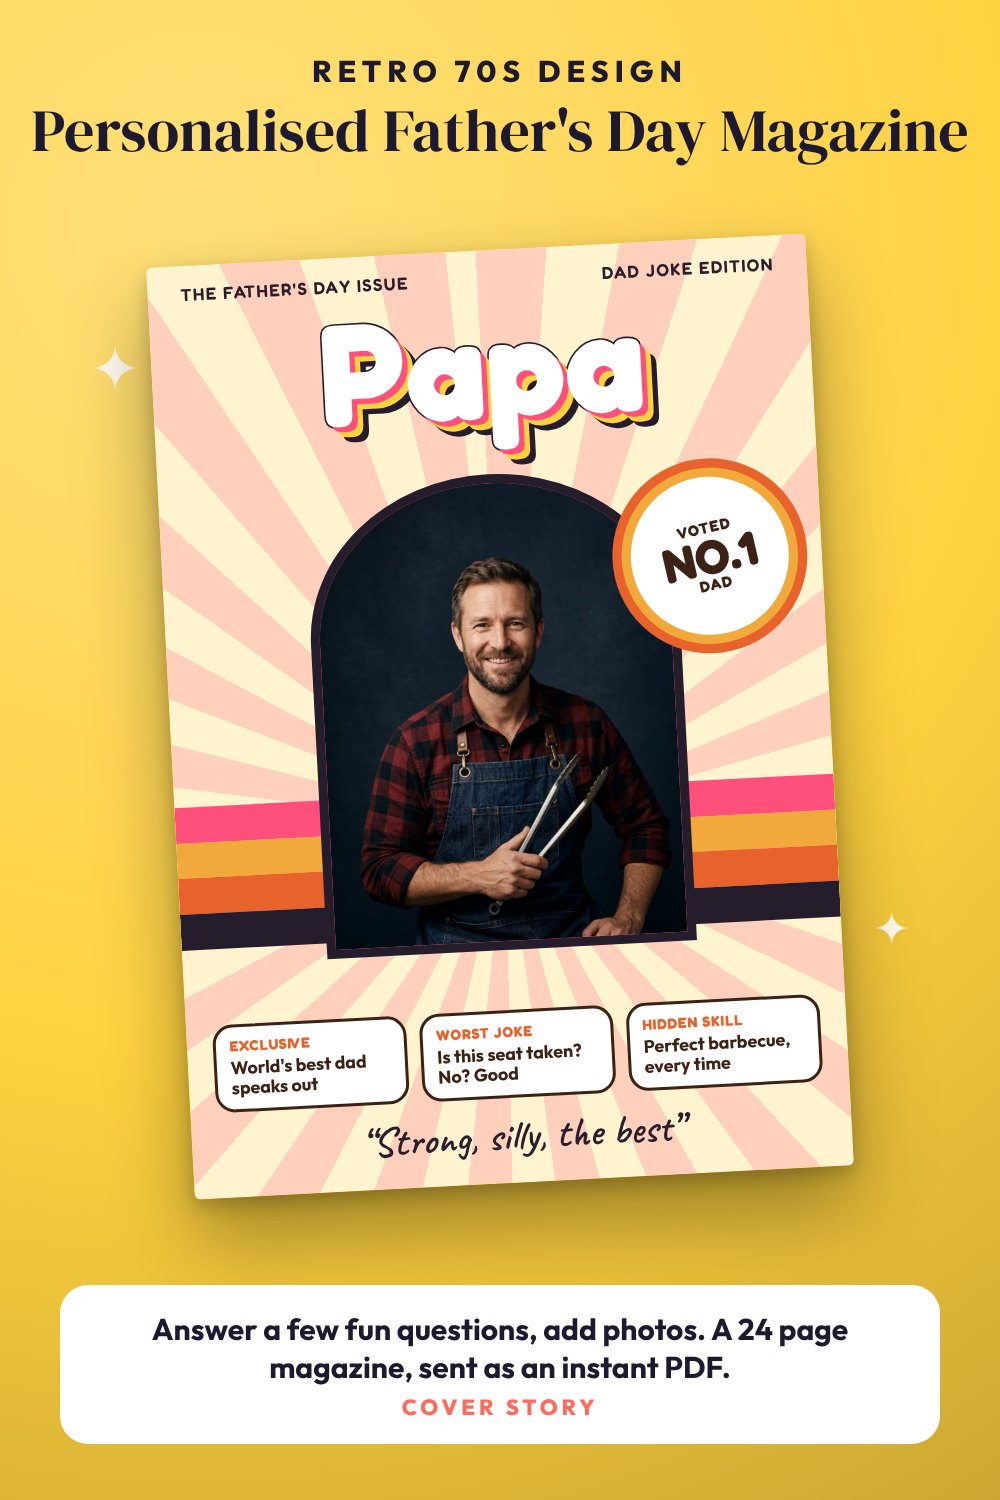 RETRO 70S DESIGN
Personalised Father's Day Magazine
THE FATHER'S DAY ISSUE
DAD JOKE EDITION
Papa
VOTED
NO.1
DAD
EXCLUSIVE
World's best dad
speaks out
WORST JOKE
Is this seat taken?
No? Good
HIDDEN SKILL
Perfect barbecue,
every time
“Strong, silly, the best”
Answer a few fun questions, add photos. A 24 page
magazine, sent as an instant PDF.
COVER STORY